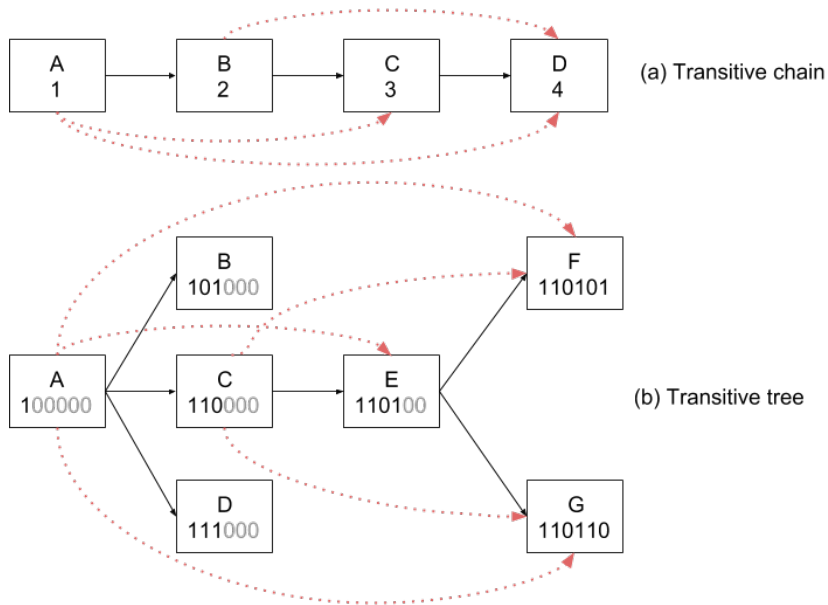 A
1
B
2
C
3
D
4
(a) Transitive chain
B
101000
F
110101
A
100000
C
110000
E
110100
(b) Transitive tree
D
111000
G
110110